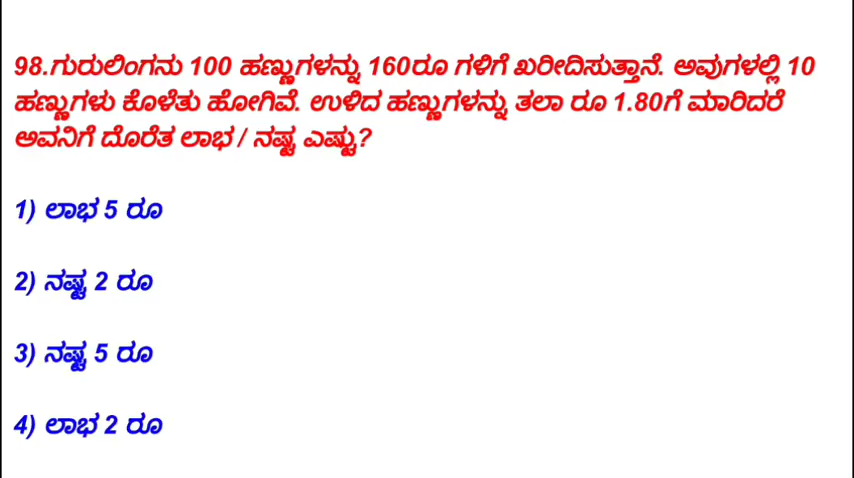 98.ಗುರುಲಿಂಗನು 100 ಹಣ್ಣುಗಳನ್ನು 160ರೂ ಗಳಿಗೆ ಖರೀದಿಸುತ್ತಾನೆ. ಅವುಗಳಲ್ಲಿ 10
ಹಣ್ಣುಗಳು ಕೊಳೆತು ಹೋಗಿವೆ. ಉಳಿದ ಹಣ್ಣುಗಳನ್ನು ತಲಾ ರೂ 1.80ಗೆ ಮಾರಿದರೆ
ಅವನಿಗೆ ದೊರೆತ ಲಾಭ / ನಷ್ಟ ಎಷ್ಟು?
1) ಲಾಭ 5 ರೂ
2) ನಷ್ಟ 2 ರೂ
3) ನಷ್ಟ 5 ರೂ
4) ಲಾಭ 2 ರೂ